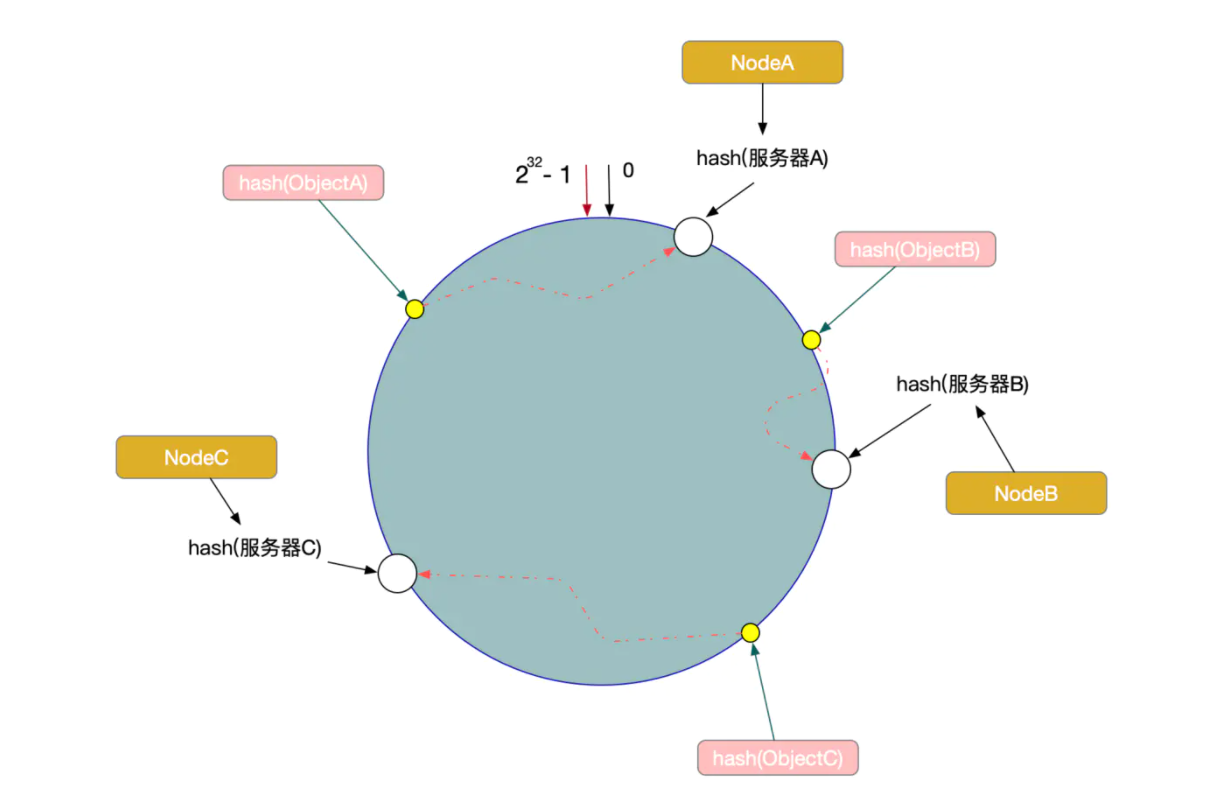 NodeA
hash(服务器A)
2^32 - 1
0
hash(ObjectA)
hash(ObjectB)
hash(服务器B)
NodeC
NodeB
hash(服务器C)
hash(ObjectC)